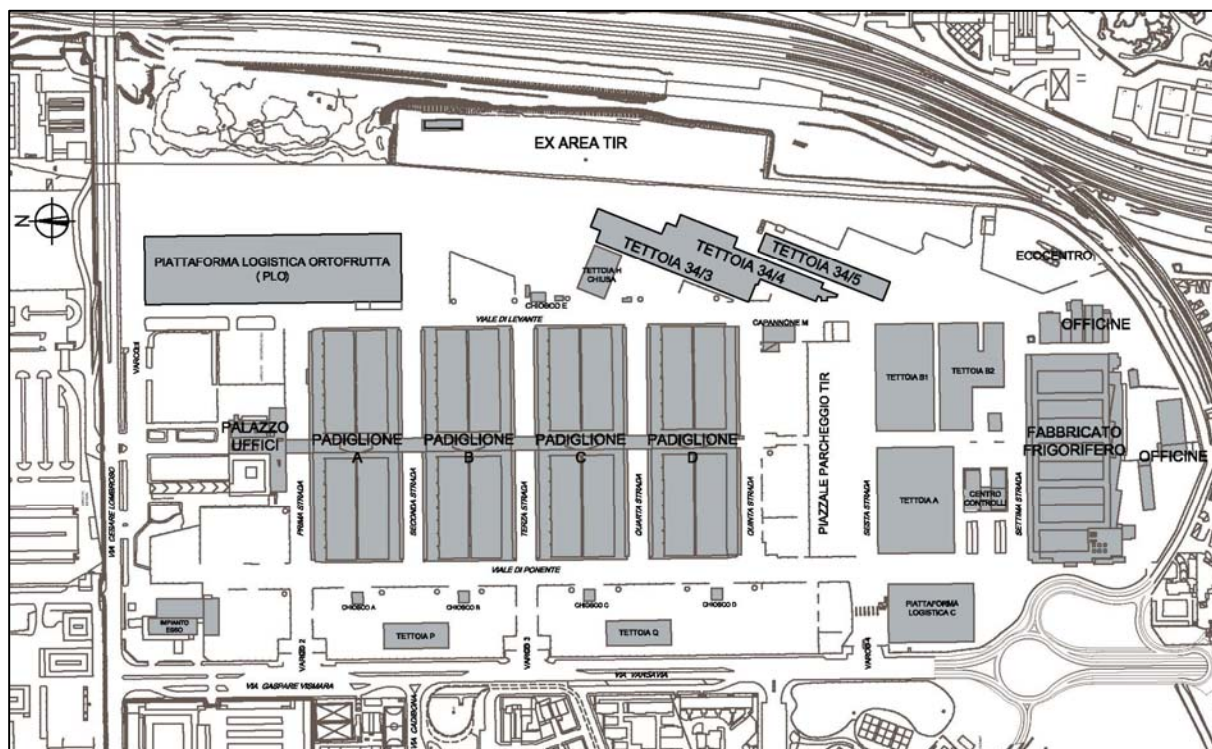 EX AREA TIR
N
PIATTAFORMA LOGISTICA ORTOFRUTTA
( PLO)
TETTOIA H
CHIUSA
TETTOIA 34/3
TETTOIA 34/4
TETTOIA 34/5
ECOCENTRO
CHIOSCO E
VIALE DI LEVANTE
CAPANNONE M
OFFICINE
VARCO 1
TETTOIA B1
TETTOIA B2
PALAZZO
UFFICI
PADIGLIONE
A
PADIGLIONE
B
PADIGLIONE
C
PADIGLIONE
D
PIAZZALE PARCHEGGIO TIR
FABBRICATO
FRIGORIFERO
OFFICINE
VIA CESARE LOMBROSO
PRIMA STRADA
SECONDA STRADA
TERZA STRADA
QUARTA STRADA
QUINTA STRADA
SESTA STRADA
TETTOIA A
CENTRO
CONTROLLI
SETTIMA STRADA
VIALE DI PONENTE
CHIOSCO A
CHIOSCO B
CHIOSCO C
CHIOSCO D
PIATTAFORMA
LOGISTICA C
IMPIANTO
ESSO
TETTOIA P
TETTOIA Q
VARCO 2
VARCO 3
VARCO 4
VIA GASPARE VISMARA
VIA CADIBONA
VIA VARSAVIA